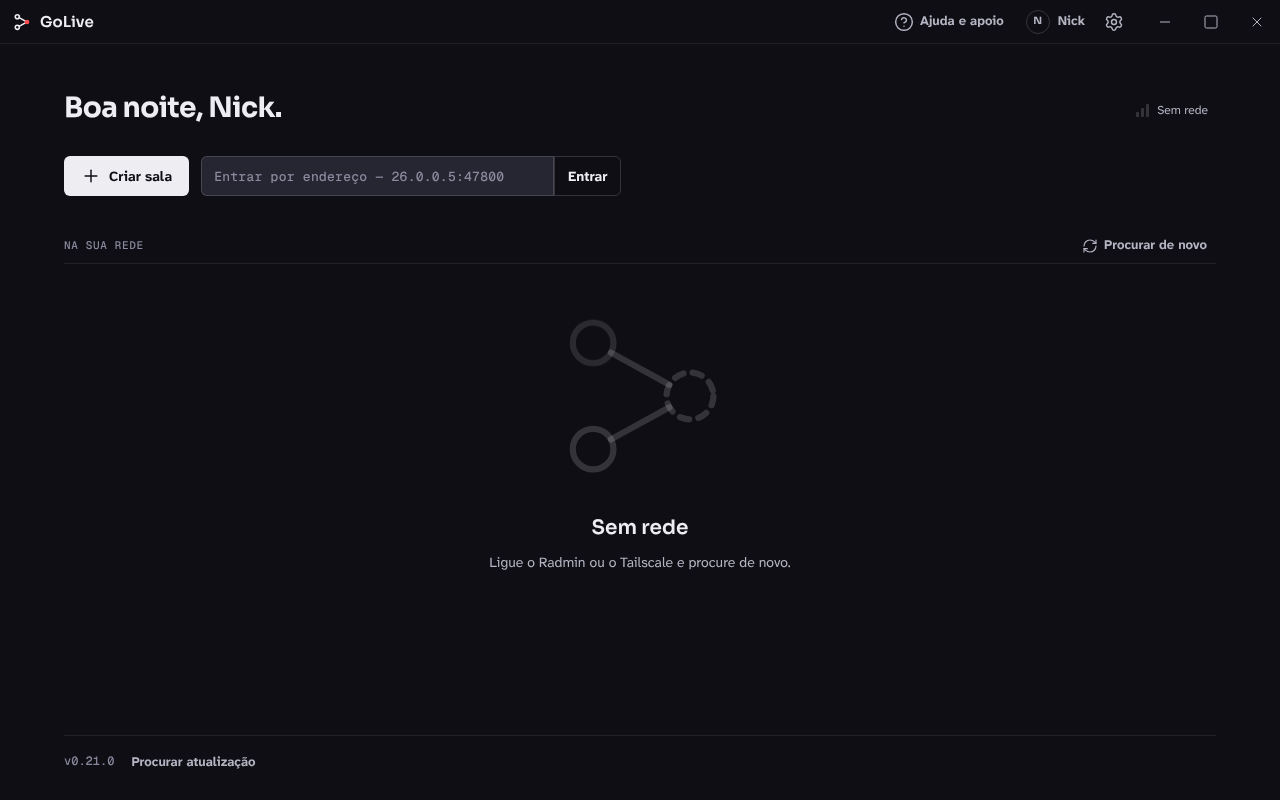 GoLive
Ajuda e apoio
N
Nick
Boa noite, Nick.
Sem rede
Criar sala
Entrar por endereço — 26.0.0.5:47800
Entrar
NA SUA REDE
Procurar de novo
Sem rede
Ligue o Radmin ou o Tailscale e procure de novo.
v0.21.0
Procurar atualização